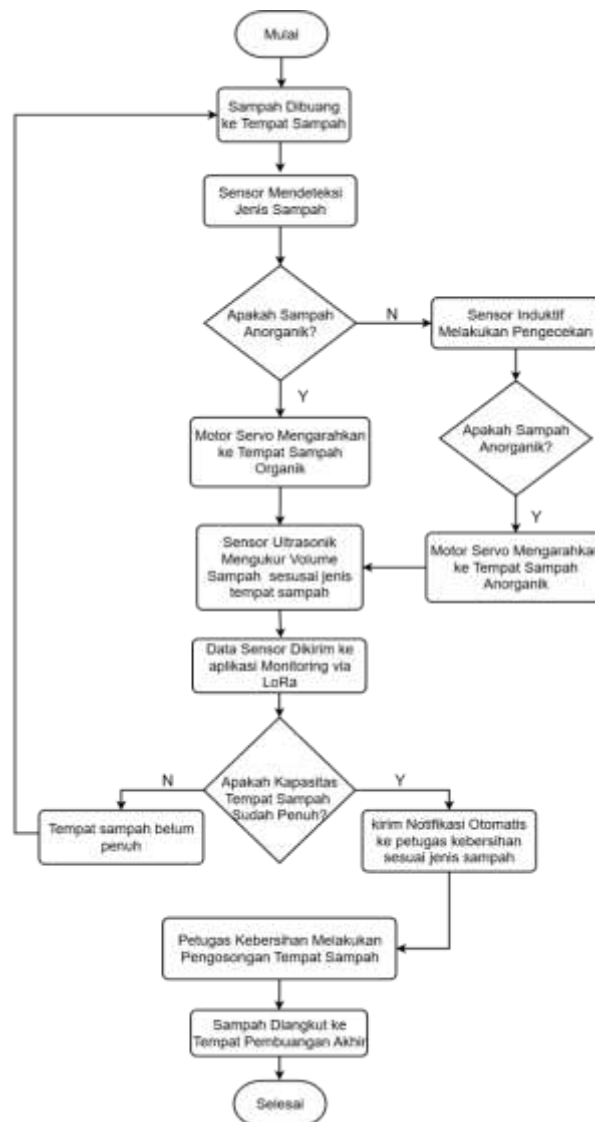 Mulai
Sampah Dibuang
ke Tempat Sampah
Sensor Mendeteksi
Jenis Sampah
Apakah Sampah
Anorganik?
N
Sensor Induktif
Melakukan Pengecekan
Y
Apakah Sampah
Anorganik?
Motor Servo Mengarahkan
ke Tempat Sampah
Organik
Y
Sensor Ultrasonik
Mengukur Volume
Sampah sesusai jenis
tempat sampah
Motor Servo Mengarahkan
ke Tempat Sampah
Anorganik
Data Sensor Dikirim ke
aplikasi Monitoring via
LoRa
Apakah Kapasitas
Tempat Sampah
Sudah Penuh?
N
Y
Tempat sampah belum
penuh
kirim Notifikasi Otomatis
ke petugas kebersihan
sesuai jenis sampah
Petugas Kebersihan Melakukan
Pengosongan Tempat Sampah
Sampah Diangkut ke
Tempat Pembuangan Akhir
Selesai